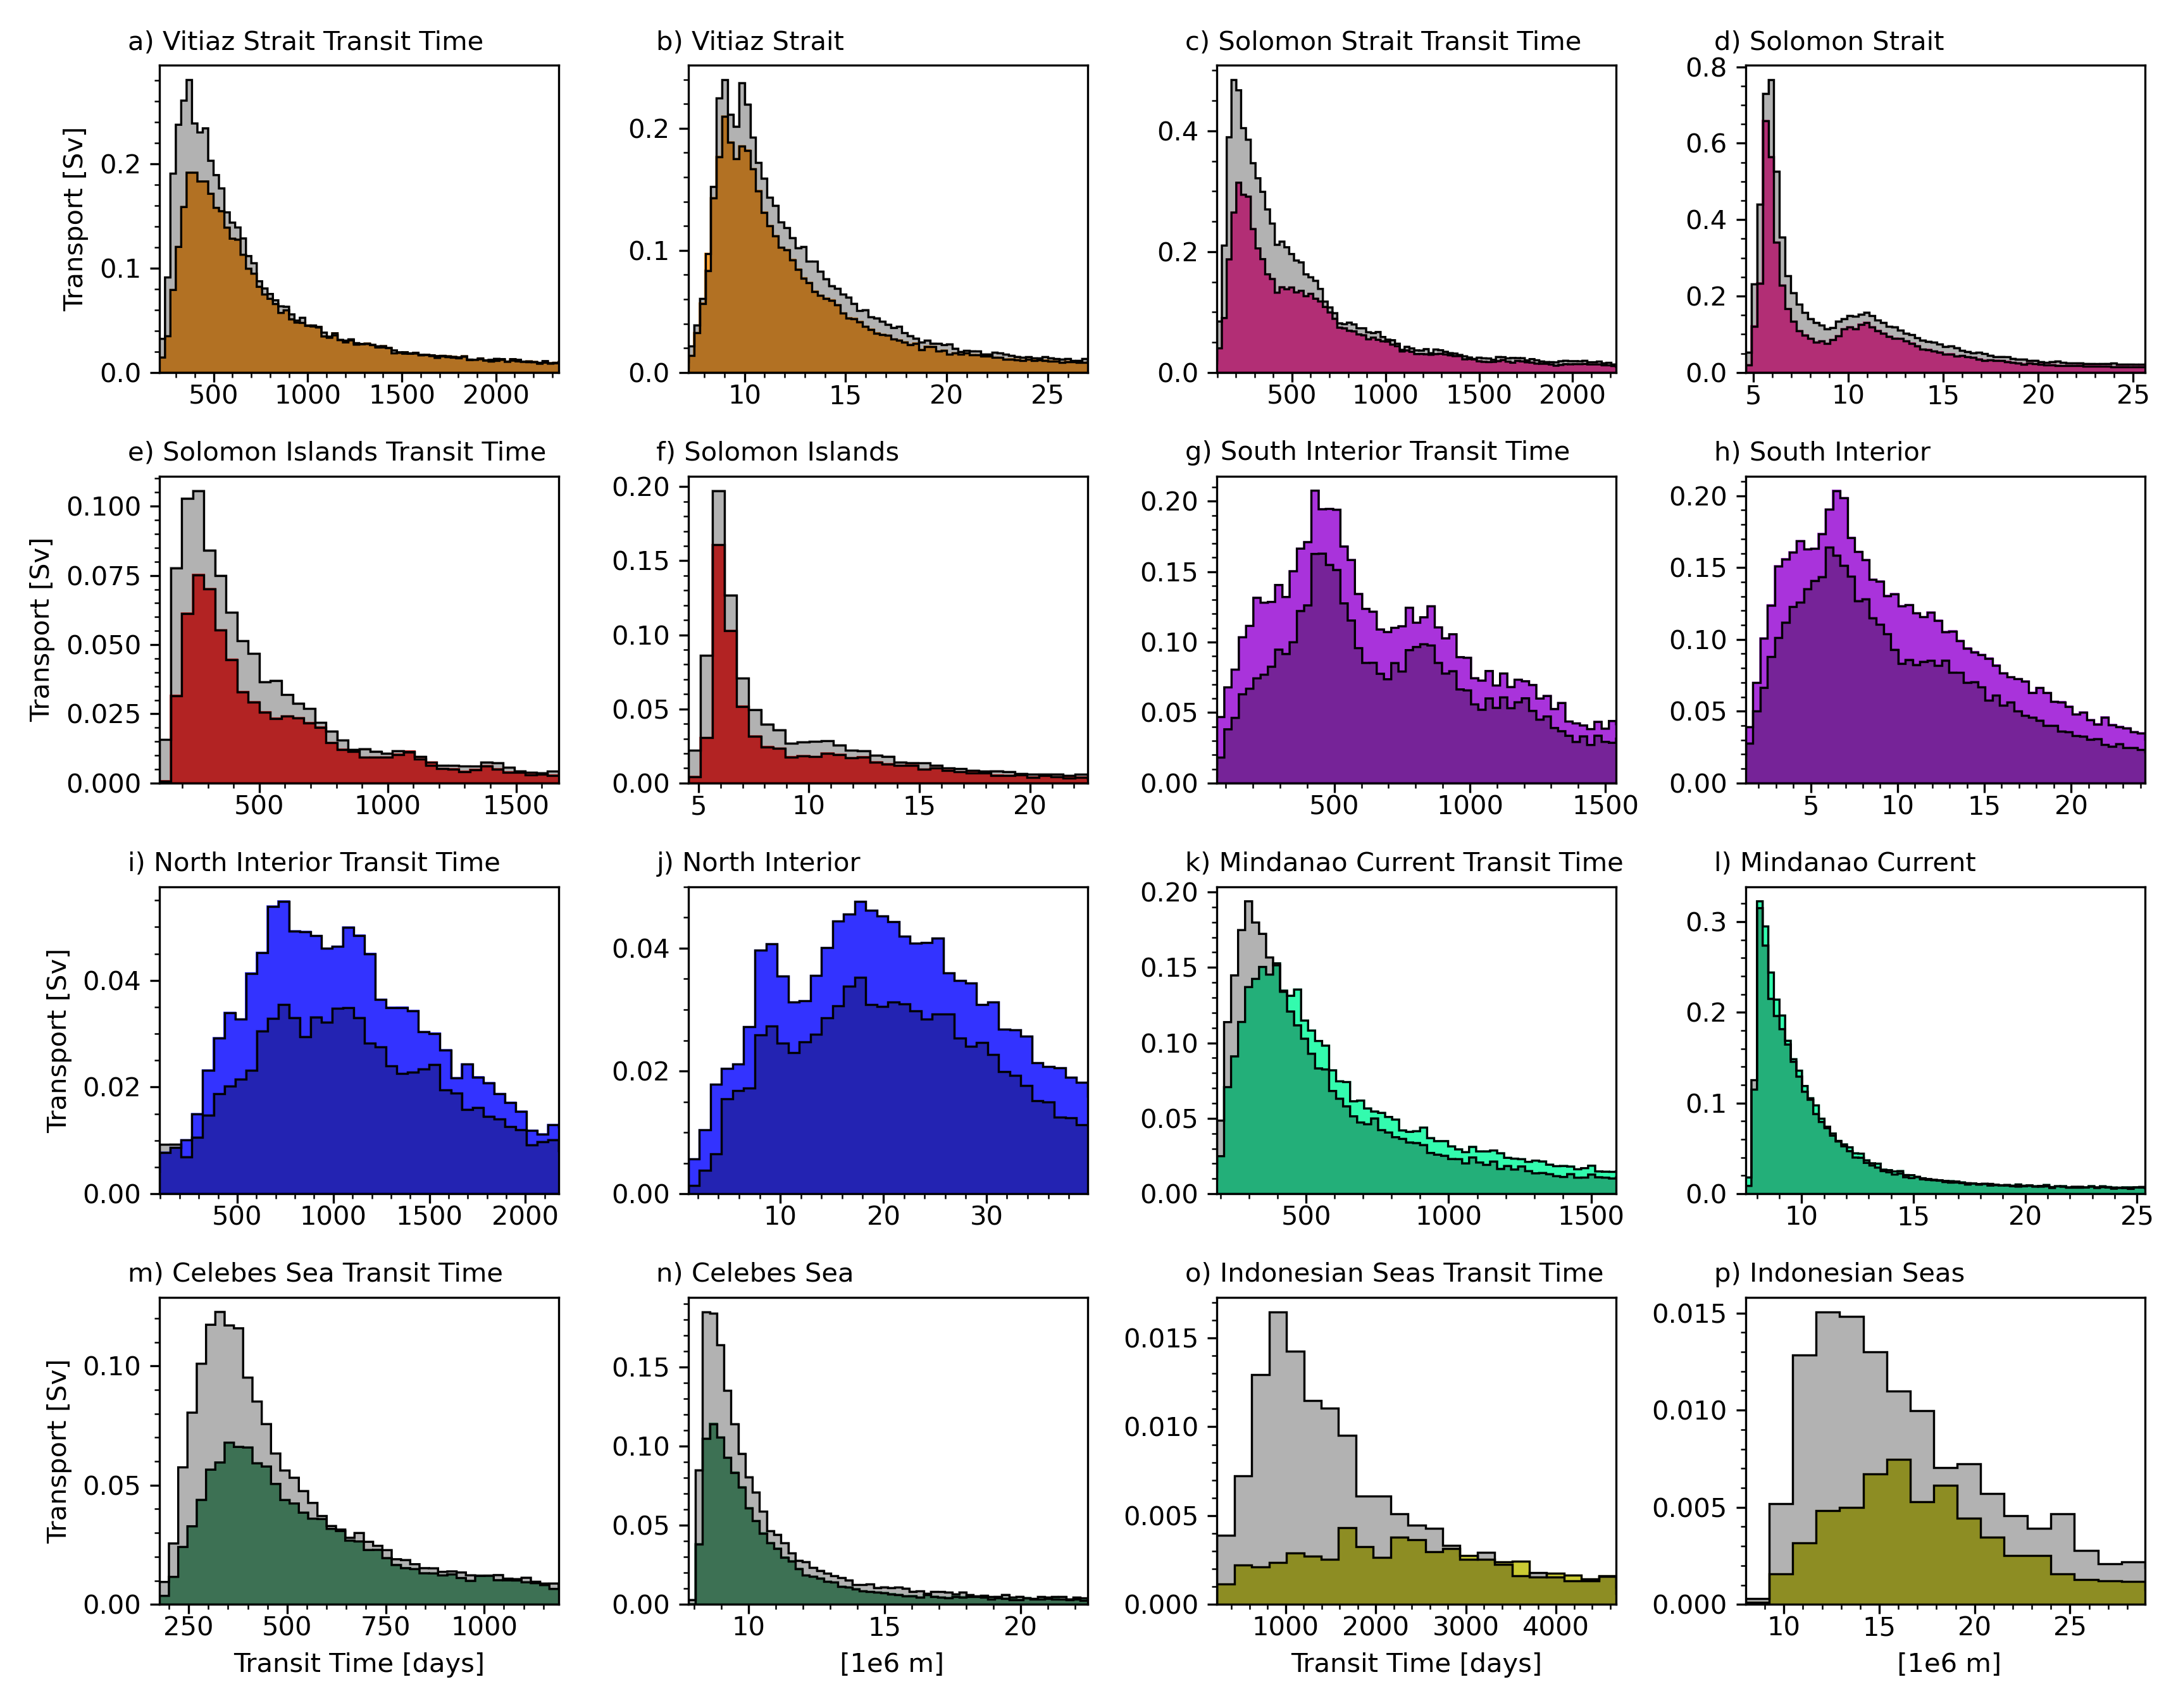 a) Vitiaz Strait Transit Time
b) Vitiaz Strait
c) Solomon Strait Transit Time
d) Solomon Strait
Transport [Sv]
0.2
0.1
0.0
500 1000 1500 2000
0.2
0.1
0.0
10 15 20 25
0.4
0.2
0.0
500 1000 1500 2000
0.8
0.6
0.4
0.2
0.0
5 10 15 20 25
e) Solomon Islands Transit Time
f) Solomon Islands
g) South Interior Transit Time
h) South Interior
Transport [Sv]
0.100
0.075
0.050
0.025
0.000
500 1000 1500
0.20
0.15
0.10
0.05
0.00
5 10 15 20
0.20
0.15
0.10
0.05
0.00
500 1000 1500
0.20
0.15
0.10
0.05
0.00
5 10 15 20
i) North Interior Transit Time
j) North Interior
k) Mindanao Current Transit Time
l) Mindanao Current
Transport [Sv]
0.04
0.02
0.00
500 1000 1500 2000
0.04
0.02
0.00
10 20 30
0.20
0.15
0.10
0.05
0.00
500 1000 1500
0.3
0.2
0.1
0.0
10 15 20 25
m) Celebes Sea Transit Time
n) Celebes Sea
o) Indonesian Seas Transit Time
p) Indonesian Seas
Transport [Sv]
0.10
0.05
0.00
250 500 750 1000
Transit Time [days]
0.15
0.10
0.05
0.00
10 15 20
[1e6 m]
0.015
0.010
0.005
0.000
1000 2000 3000 4000
Transit Time [days]
0.015
0.010
0.005
0.000
10 15 20 25
[1e6 m]